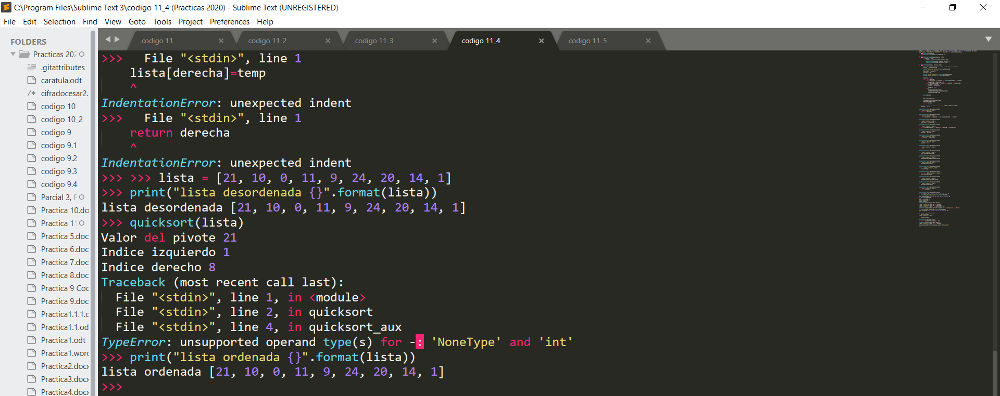 C:\Program Files\Sublime Text 3\codigo 11_4 (Practicas 2020) - Sublime Text (UNREGISTERED)
File Edit Selection Find View Goto Tools Project Preferences Help
FOLDERS
Practicas 202
.gitattributes
caratula.odt
cifradocesar2.
codigo 10
codigo 10_2
codigo 9
codigo 9.1
codigo 9.2
codigo 9.3
codigo 9.4
Parcial 3, P
Practica 10.do
Practica 11
Practica 5.doc
Practica 6.doc
Practica 7.doc
Practica 8.doc
Practica 9 Coc
Practica 9.doc
Practica1.1.1.c
Practica1.1.od
Practica1.odt
Practica1.word
Practica2.docx
Practica3.docx
Practica4.docx
codigo 11 codigo 11_2 codigo 11_3 codigo 11_4 codigo 11_5
>>>   File "<stdin>", line 1
    lista[derecha]=temp
    ^
IndentationError: unexpected indent
>>>   File "<stdin>", line 1
    return derecha
    ^
IndentationError: unexpected indent
>>> >>> lista = [21, 10, 0, 11, 9, 24, 20, 14, 1]
>>> print("lista desordenada {}".format(lista))
lista desordenada [21, 10, 0, 11, 9, 24, 20, 14, 1]
>>> quicksort(lista)
Valor del pivote 21
Indice izquierdo 1
Indice derecho 8
Traceback (most recent call last):
  File "<stdin>", line 1, in <module>
  File "<stdin>", line 2, in quicksort
  File "<stdin>", line 4, in quicksort_aux
TypeError: unsupported operand type(s) for -: 'NoneType' and 'int'
>>> print("lista ordenada {}".format(lista))
lista ordenada [21, 10, 0, 11, 9, 24, 20, 14, 1]
>>>